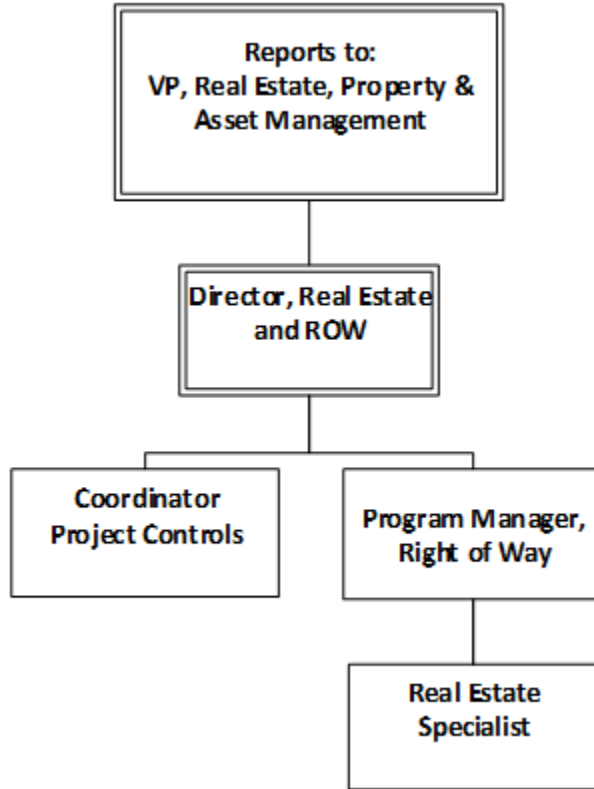 Reports to:
VP, Real Estate, Property &
Asset Management
Director, Real Estate
and ROW
Coordinator
Project Controls
Program Manager,
Right of Way
Real Estate
Specialist